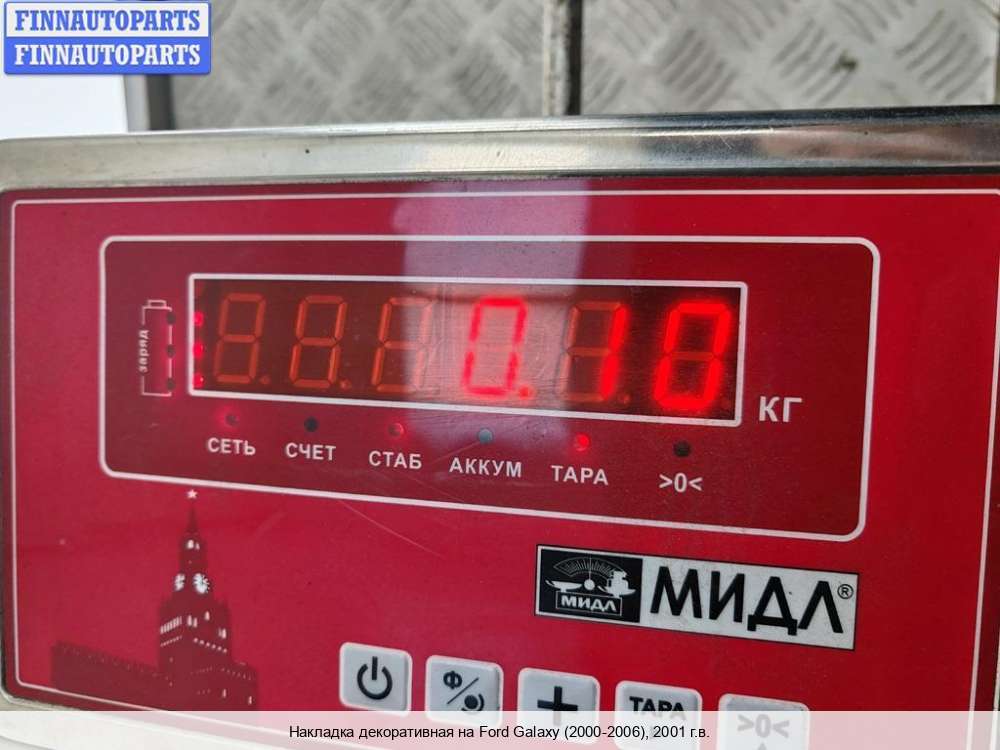 FINNAUTOPARTS
FINNAUTOPARTS
заряд
0.10
КГ
СЕТЬ СЧЕТ СТАБ АККУМ ТАРА >0<
МИДЛ МИДЛ®
Ф
ТАРА
>0<
Накладка декоративная на Ford Galaxy (2000-2006), 2001 г.в.